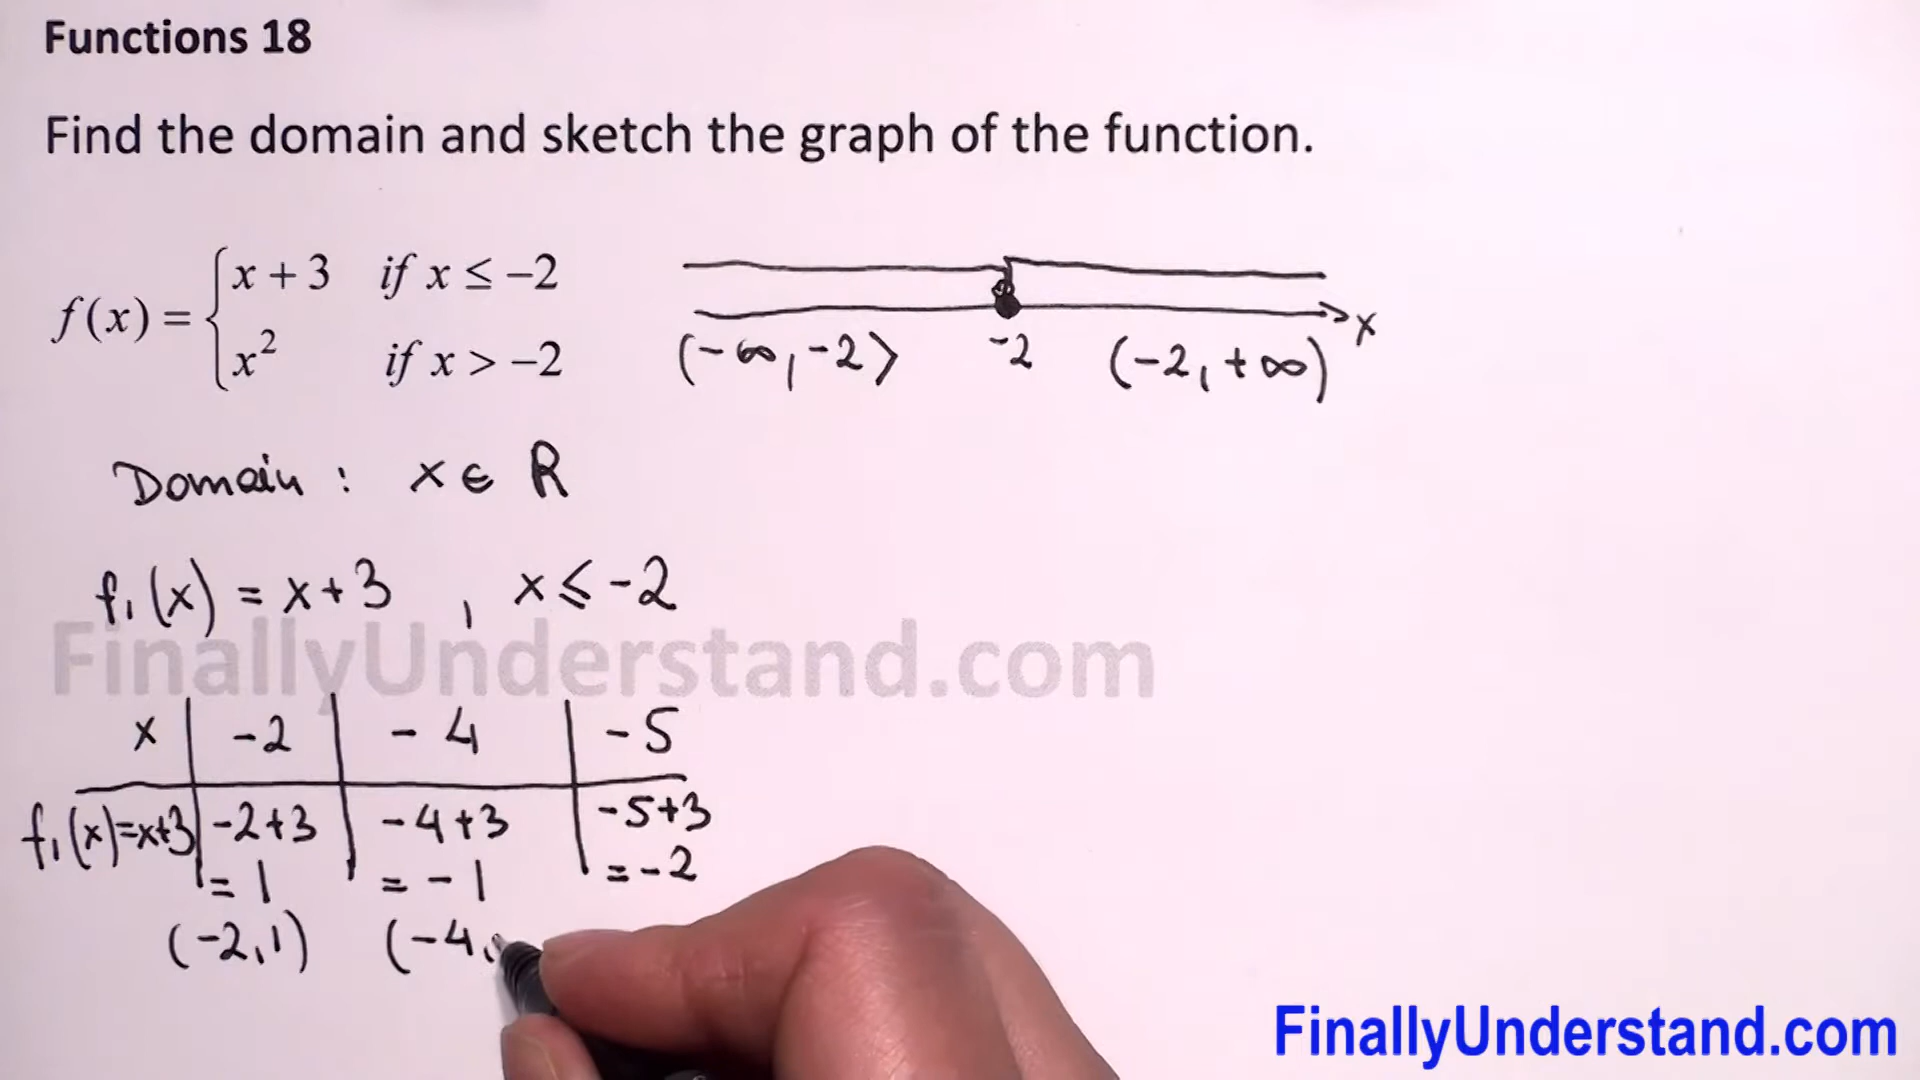 Functions 18
Find the domain and sketch the graph of the function.
f(x) = { x + 3 if x ≤ −2
x² if x > −2
x
(-∞, -2> -2 (-2, +∞)
Domain : x ∈ R
f₁(x) = x+3 , x ≤ -2
FinallyUnderstand.com
x | -2 | - 4 | - 5
f₁(x)=x+3 | -2+3 | -4+3 | -5+3
= 1 = -1 = -2
(-2,1) (-4,
FinallyUnderstand.com